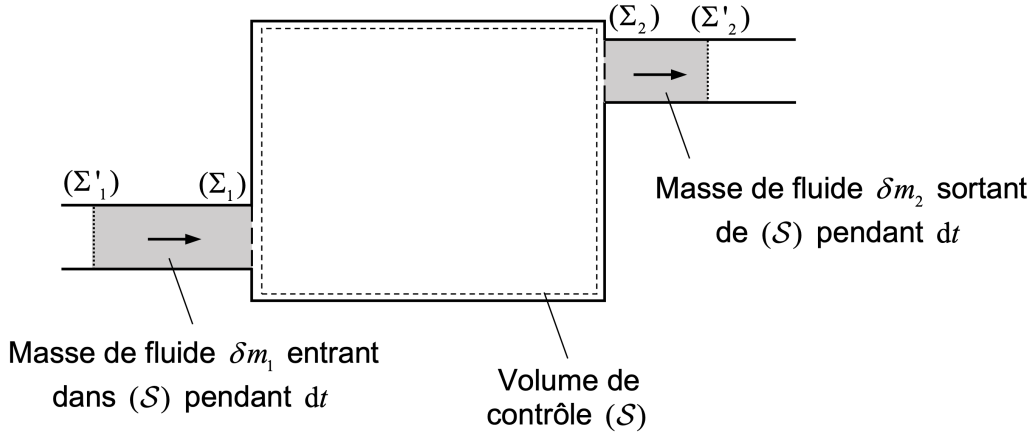 (Σ₂) (Σ'₂)
(Σ'₁) (Σ₁)
Masse de fluide δm₂ sortant
de (𝒮) pendant dt
Masse de fluide δm₁ entrant
dans (𝒮) pendant dt
Volume de
contrôle (𝒮)